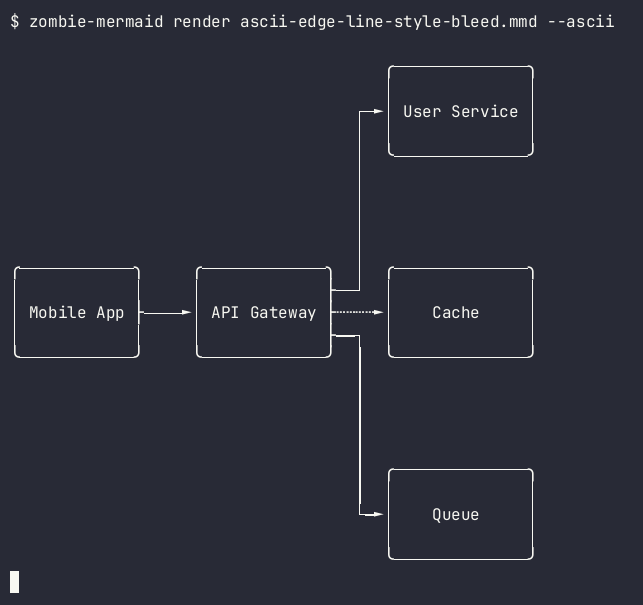 $ zombie-mermaid render ascii-edge-line-style-bleed.mmd --ascii
User Service
Mobile App
API Gateway
Cache
Queue